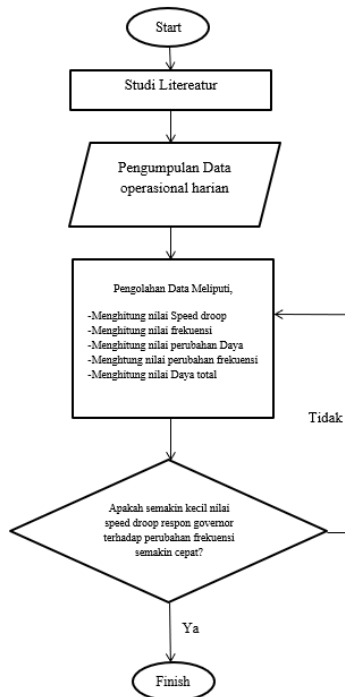 Start
Studi Litereatur
Pengumpulan Data
operasional harian
Pengolahan Data Meliputi,
-Menghitung nilai Speed droop
-Menghitung nilai frekuensi
-Menghitung nilai perubahan Daya
-Menghtung nilai perubahan frekuensi
-Menghitung nilai Daya total
Tidak
Apakah semakin kecil nilai
speed droop respon governor
terhadap perubahan frekuensi
semakin cepat?
Ya
Finish